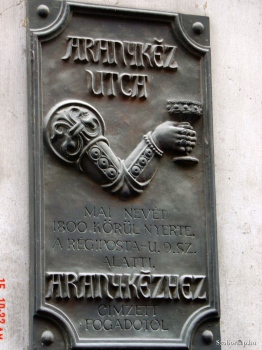 ARANYKÉZ
UTCA
MAI NEVÉT
1800 KÖRÜL NYERTE
A RÉGIPOSTA-U. 9. SZ.
ALATTI,
ARANYKÉZHEZ
CÍMZETT
FOGADÓTÓL